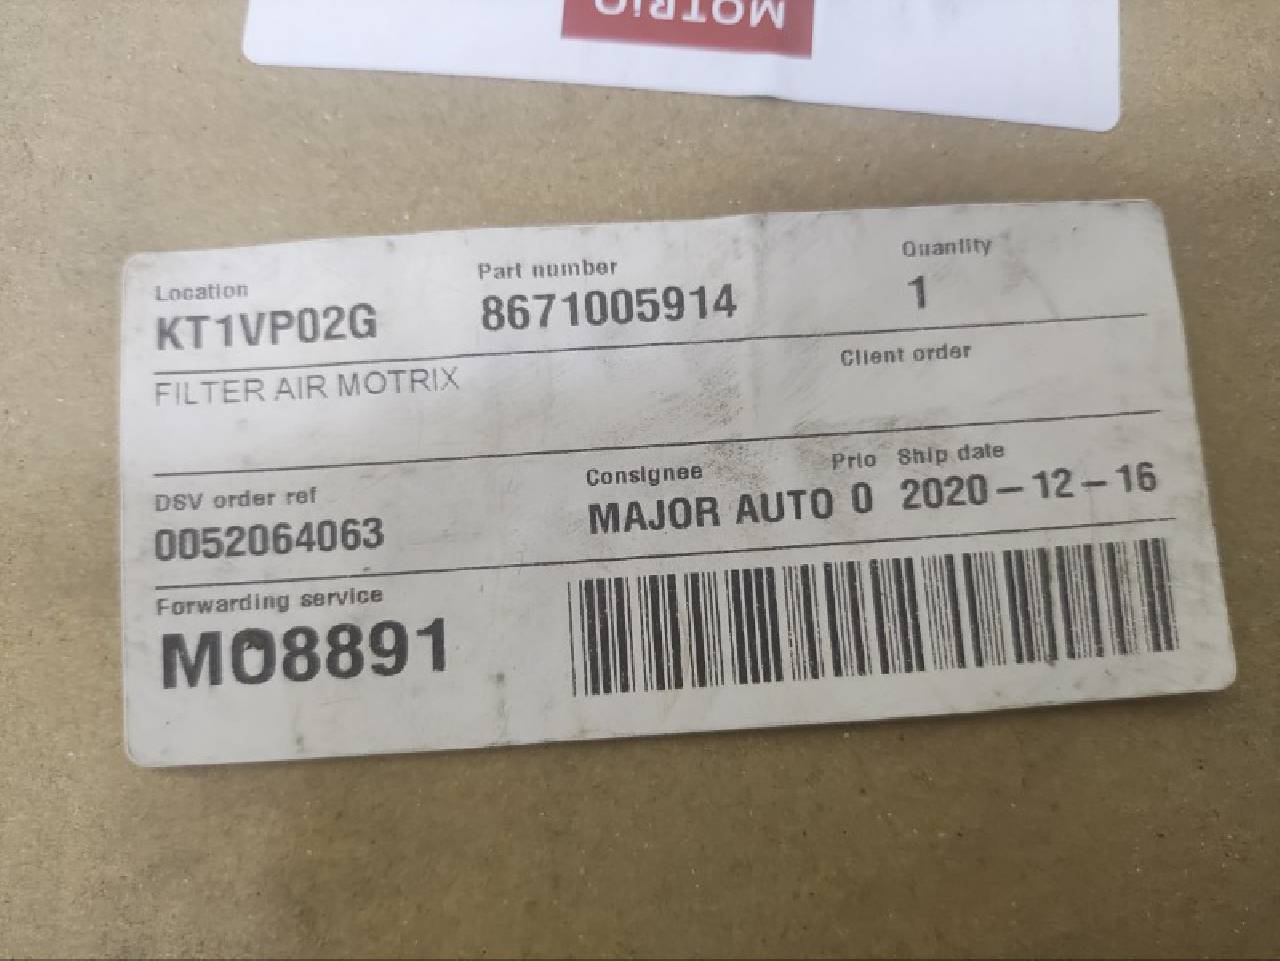 MOTRIO
Location
KT1VP02G
Part number
8671005914
Quantity
1
FILTER AIR MOTRIX
Client order
DSV order ref
0052064063
Consignee
MAJOR AUTO
Prio
0
Ship date
2020-12-16
Forwarding service
MO8891